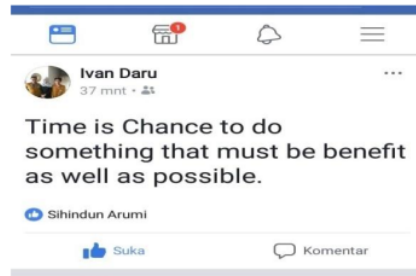 1
Ivan Daru
37 mnt •
Time is Chance to do
something that must be benefit
as well as possible.
Sihindun Arumi
Suka Komentar